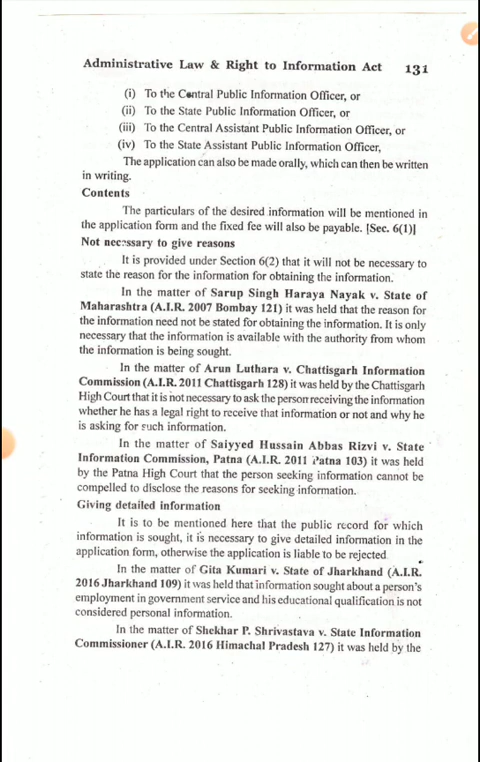 Administrative Law & Right to Information Act 131
(i) To the Central Public Information Officer, or
(ii) To the State Public Information Officer, or
(iii) To the Central Assistant Public Information Officer, or
(iv) To the State Assistant Public Information Officer,
The application can also be made orally, which can then be written
in writing.
Contents
The particulars of the desired information will be mentioned in
the application form and the fixed fee will also be payable. [Sec. 6(1)]
Not necessary to give reasons
It is provided under Section 6(2) that it will not be necessary to
state the reason for the information for obtaining the information.
In the matter of Sarup Singh Haraya Nayak v. State of
Maharashtra (A.I.R. 2007 Bombay 121) it was held that the reason for
the information need not be stated for obtaining the information. It is only
necessary that the information is available with the authority from whom
the information is being sought.
In the matter of Arun Luthara v. Chattisgarh Information
Commission (A.I.R. 2011 Chattisgarh 128) it was held by the Chattisgarh
High Court that it is not necessary to ask the person receiving the information
whether he has a legal right to receive that information or not and why he
is asking for such information.
In the matter of Saiyyed Hussain Abbas Rizvi v. State
Information Commission, Patna (A.I.R. 2011 Patna 103) it was held
by the Patna High Court that the person seeking information cannot be
compelled to disclose the reasons for seeking information.
Giving detailed information
It is to be mentioned here that the public record for which
information is sought, it is necessary to give detailed information in the
application form, otherwise the application is liable to be rejected.
In the matter of Gita Kumari v. State of Jharkhand (A.I.R.
2016 Jharkhand 109) it was held that information sought about a person's
employment in government service and his educational qualification is not
considered personal information.
In the matter of Shekhar P. Shrivastava v. State Information
Commissioner (A.I.R. 2016 Himachal Pradesh 127) it was held by the